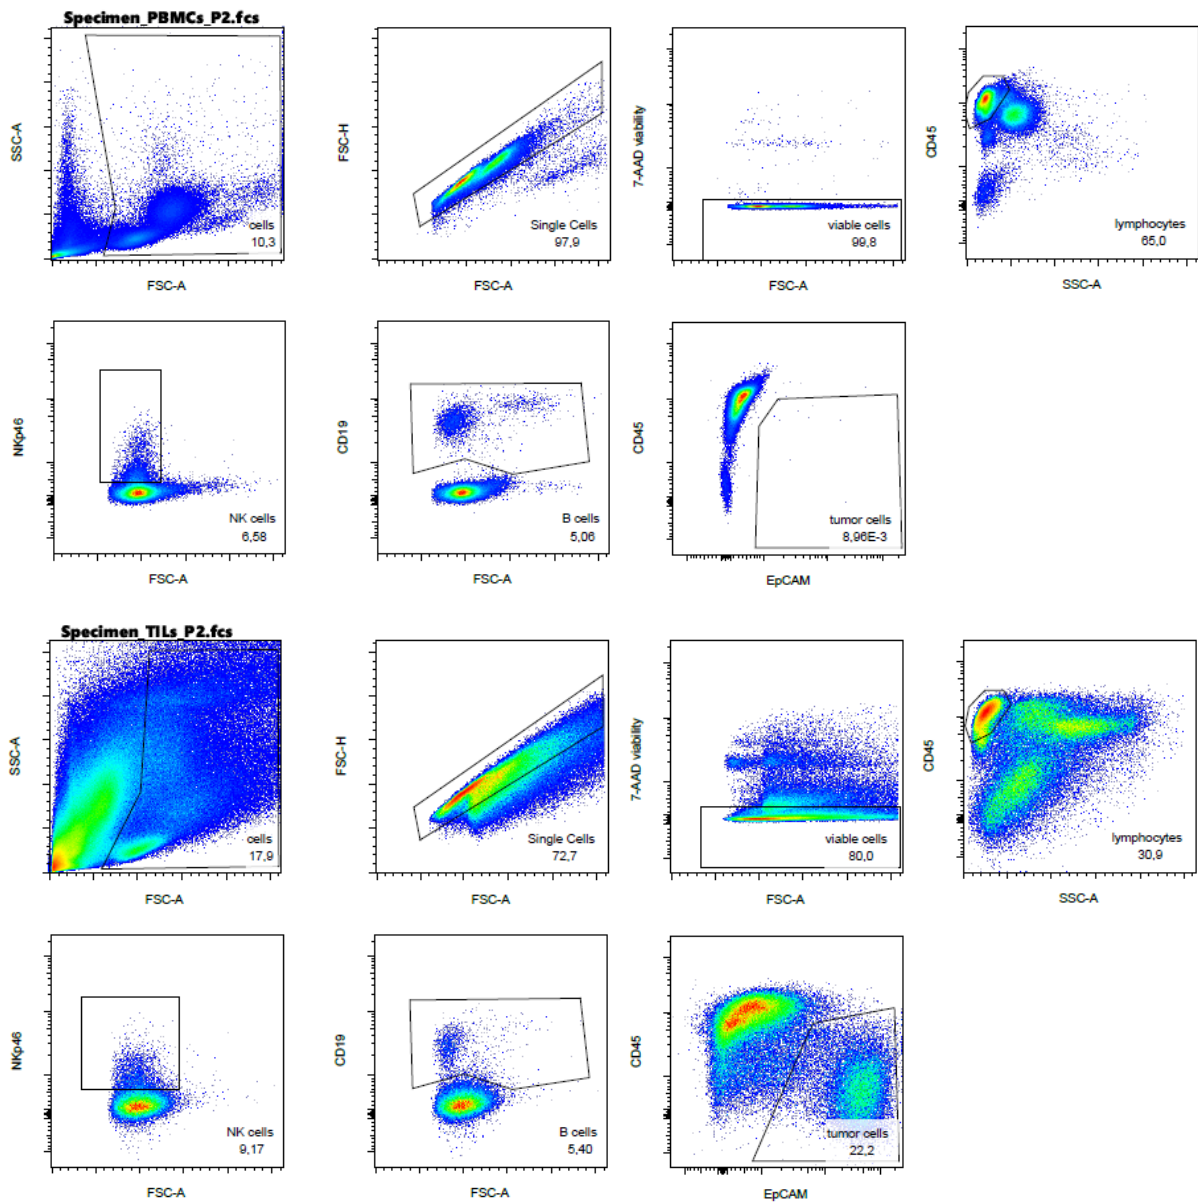 Specimen_PBMCs_P2.fcs
SSC-A
cells
10,3
FSC-A
FSC-H
Single Cells
97,9
FSC-A
7-AAD viability
viable cells
99,8
FSC-A
CD45
lymphocytes
65,0
SSC-A
NKp46
NK cells
6,58
FSC-A
CD19
B cells
5,06
FSC-A
CD45
tumor cells
8,96E-3
EpCAM
Specimen_TILs_P2.fcs
SSC-A
cells
17,9
FSC-A
FSC-H
Single Cells
72,7
FSC-A
7-AAD viability
viable cells
80,0
FSC-A
CD45
lymphocytes
30,9
SSC-A
NKp46
NK cells
9,17
FSC-A
CD19
B cells
5,40
FSC-A
CD45
tumor cells
22,2
EpCAM